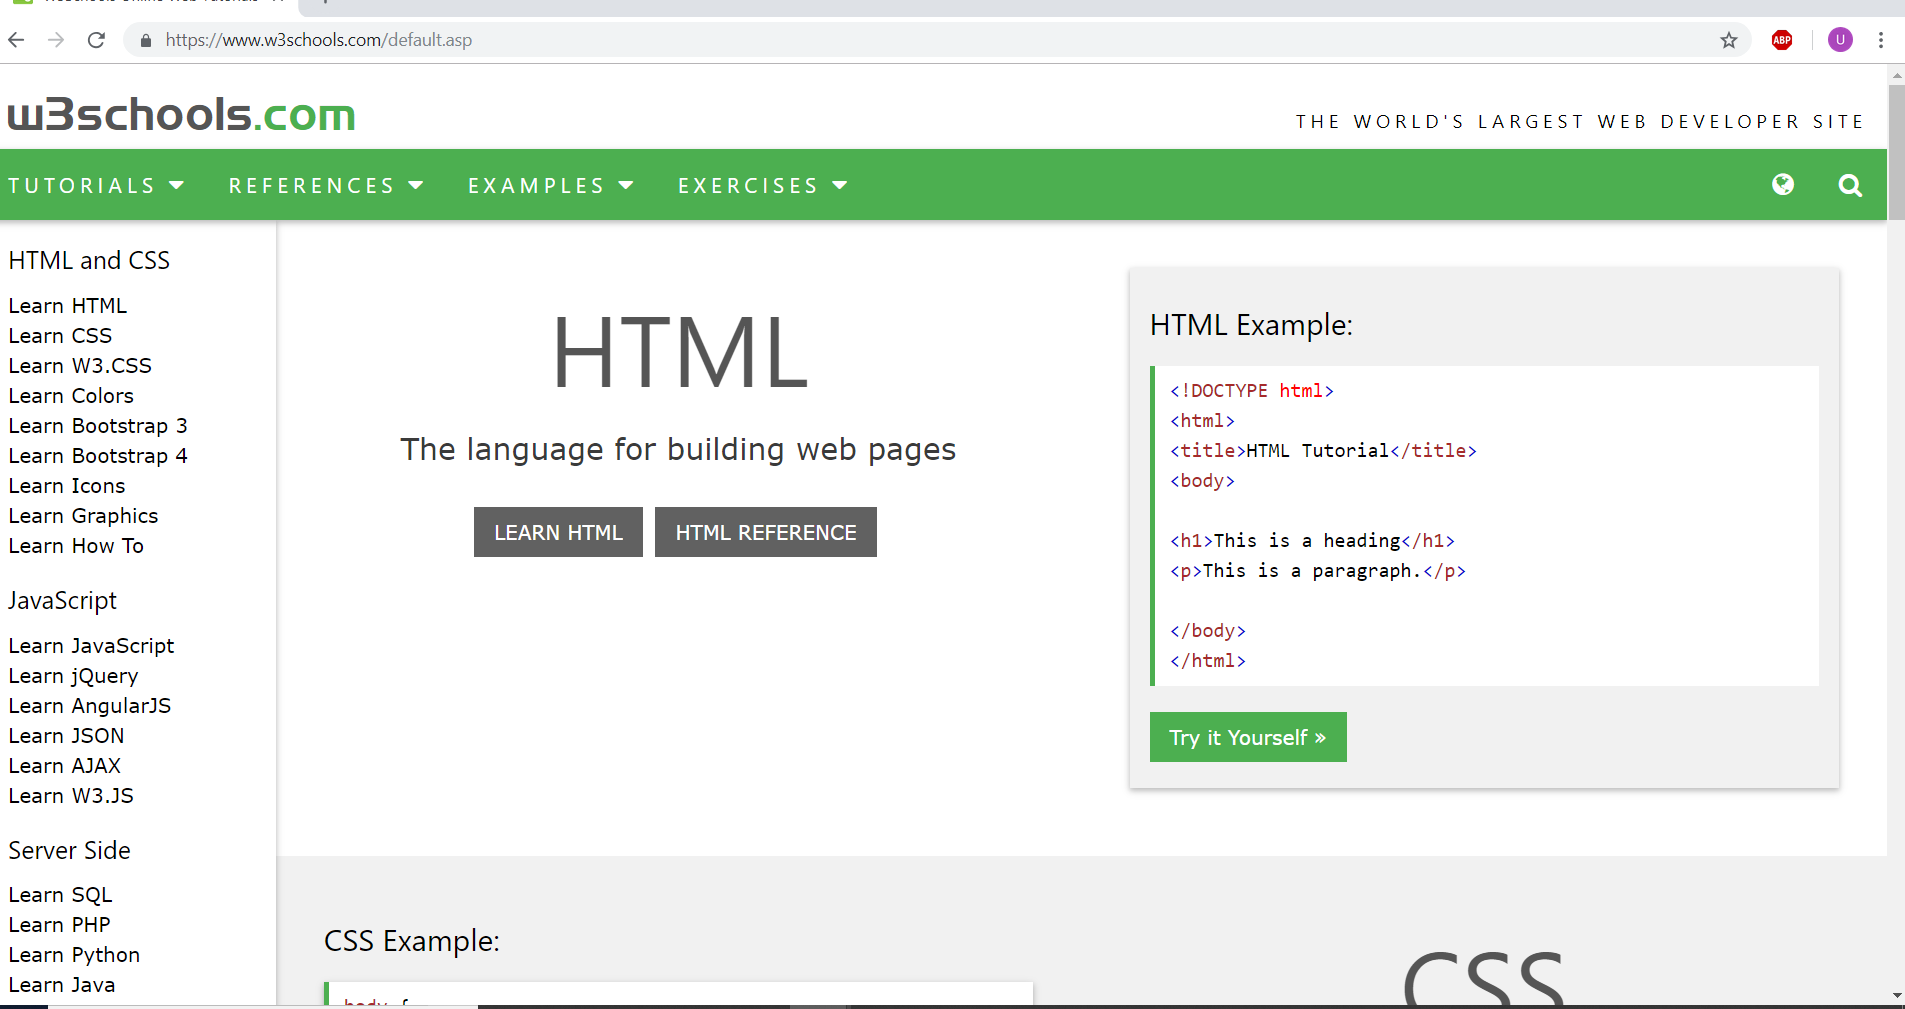 https://www.w3schools.com/default.asp
ABP
U
w3schools.com
THE WORLD'S LARGEST WEB DEVELOPER SITE
TUTORIALS REFERENCES EXAMPLES EXERCISES
HTML and CSS
Learn HTML
Learn CSS
Learn W3.CSS
Learn Colors
Learn Bootstrap 3
Learn Bootstrap 4
Learn Icons
Learn Graphics
Learn How To
JavaScript
Learn JavaScript
Learn jQuery
Learn AngularJS
Learn JSON
Learn AJAX
Learn W3.JS
Server Side
Learn SQL
Learn PHP
Learn Python
Learn Java
HTML
The language for building web pages
LEARN HTML HTML REFERENCE
HTML Example:
<!DOCTYPE html>
<html>
<title>HTML Tutorial</title>
<body>
<h1>This is a heading</h1>
<p>This is a paragraph.</p>
</body>
</html>
Try it Yourself »
CSS Example:
body {
CSS